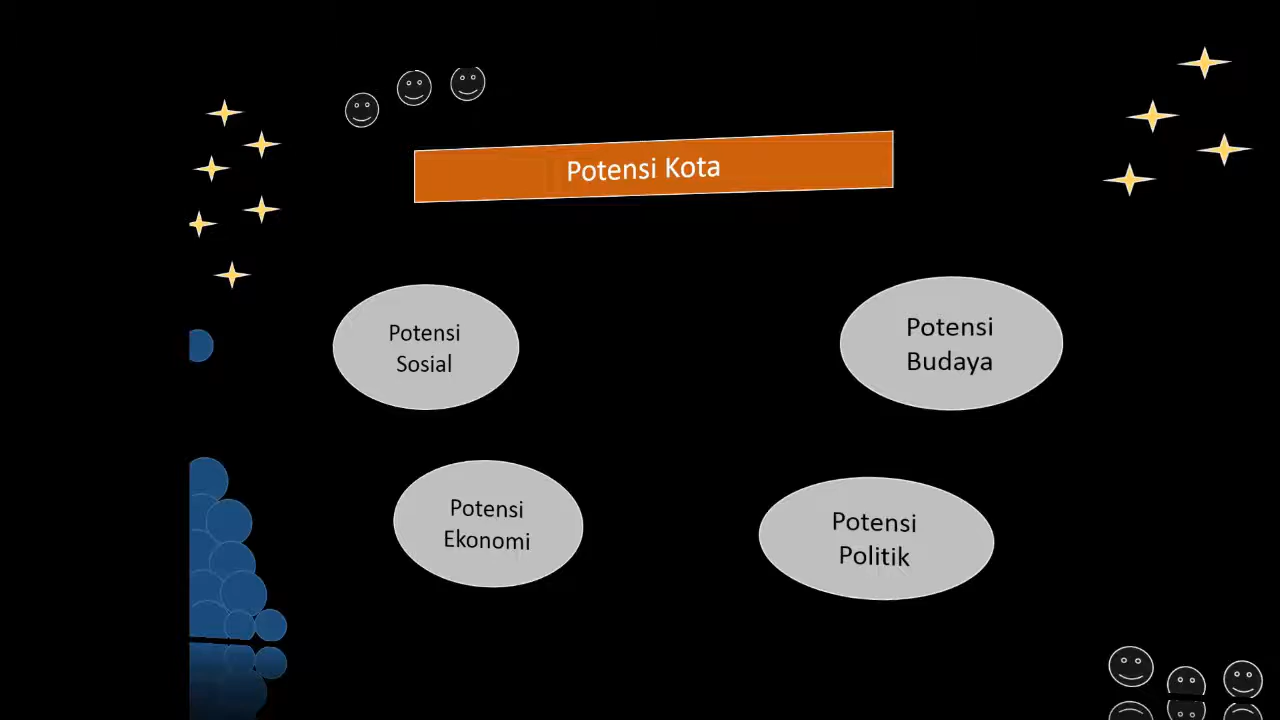 Potensi Kota
Potensi
Sosial
Potensi
Budaya
Potensi
Ekonomi
Potensi
Politik